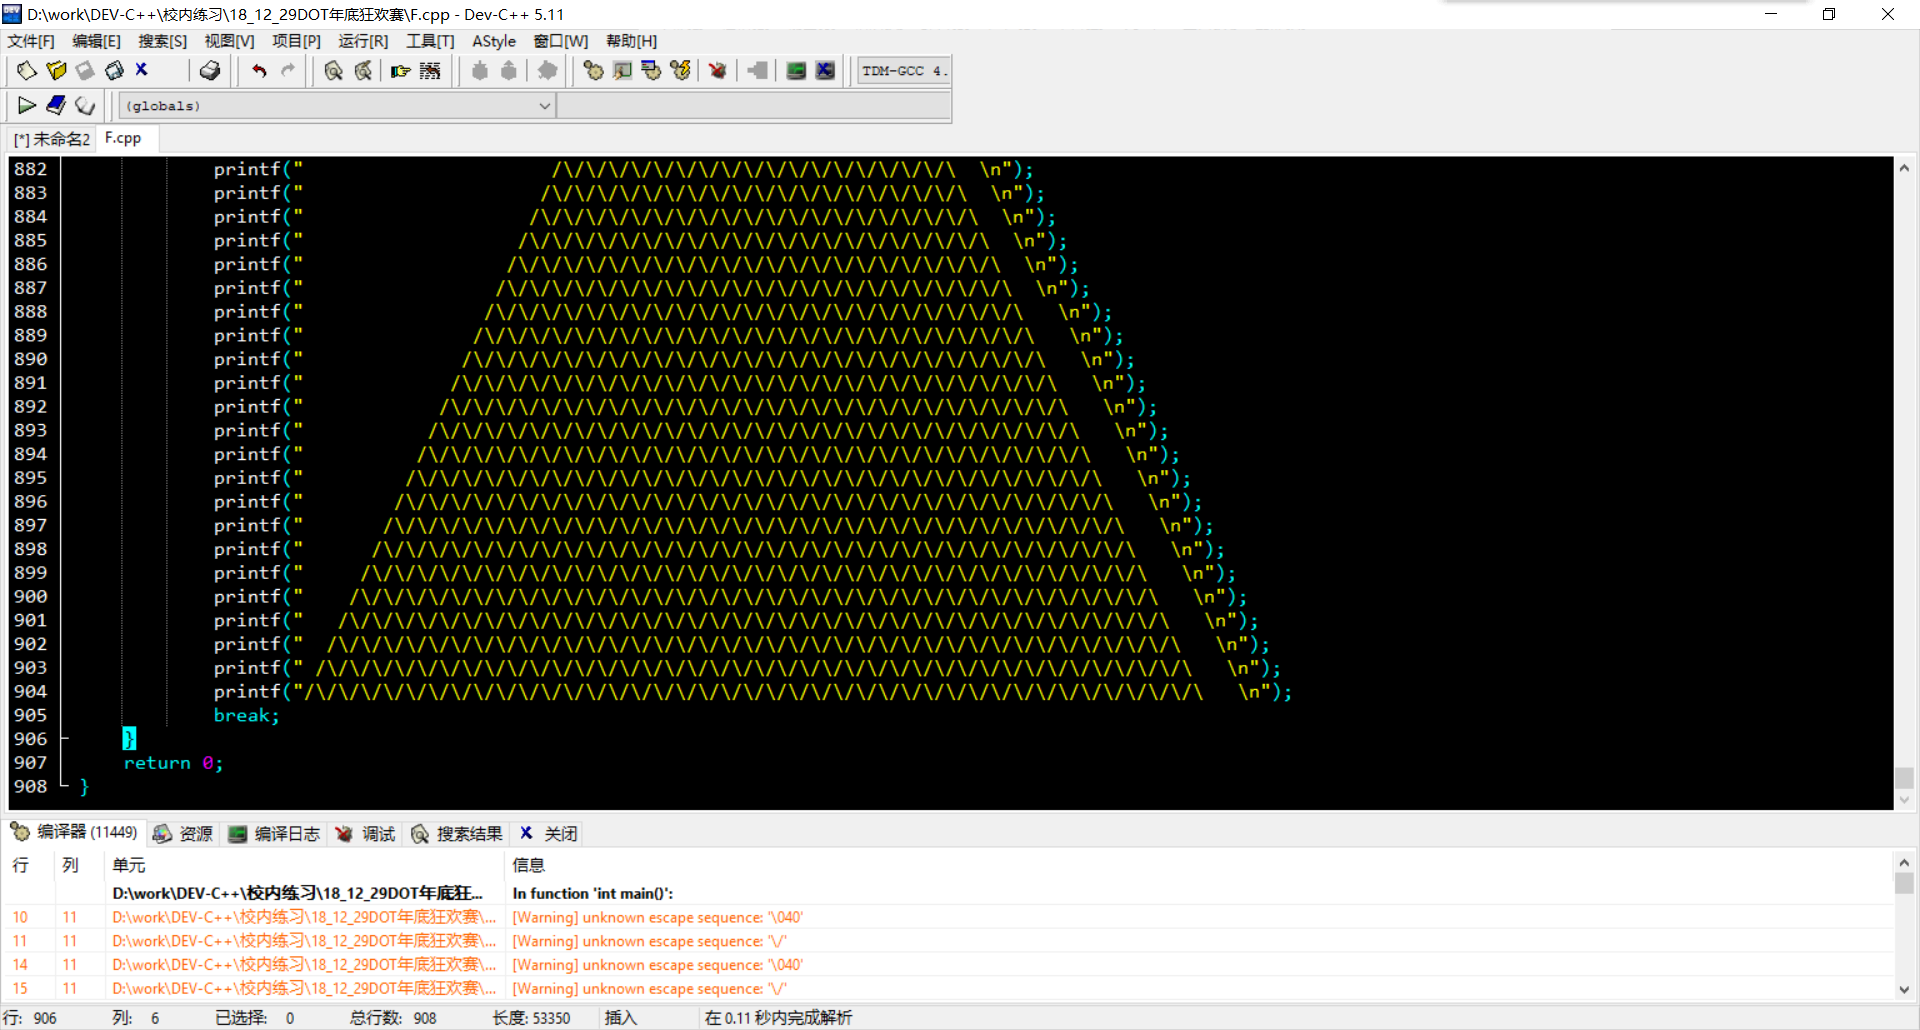 D:\work\DEV-C++\校内练习\18_12_29DOT年底狂欢赛\F.cpp - Dev-C++ 5.11
文件[F] 编辑[E] 搜索[S] 视图[V] 项目[P] 运行[R] 工具[T] AStyle 窗口[W] 帮助[H]
TDM-GCC 4.
(globals)
[*] 未命名2 F.cpp
882 printf("                      /\/\/\/\/\/\/\/\/\/\/\/\/\/\/\/\/\/\  \n");
883 printf("                     /\/\/\/\/\/\/\/\/\/\/\/\/\/\/\/\/\/\/\  \n");
884 printf("                    /\/\/\/\/\/\/\/\/\/\/\/\/\/\/\/\/\/\/\/\  \n");
885 printf("                   /\/\/\/\/\/\/\/\/\/\/\/\/\/\/\/\/\/\/\/\/\  \n");
886 printf("                  /\/\/\/\/\/\/\/\/\/\/\/\/\/\/\/\/\/\/\/\/\/\  \n");
887 printf("                 /\/\/\/\/\/\/\/\/\/\/\/\/\/\/\/\/\/\/\/\/\/\/\  \n");
888 printf("                /\/\/\/\/\/\/\/\/\/\/\/\/\/\/\/\/\/\/\/\/\/\/\/\   \n");
889 printf("               /\/\/\/\/\/\/\/\/\/\/\/\/\/\/\/\/\/\/\/\/\/\/\/\/\   \n");
890 printf("              /\/\/\/\/\/\/\/\/\/\/\/\/\/\/\/\/\/\/\/\/\/\/\/\/\/\   \n");
891 printf("             /\/\/\/\/\/\/\/\/\/\/\/\/\/\/\/\/\/\/\/\/\/\/\/\/\/\/\   \n");
892 printf("            /\/\/\/\/\/\/\/\/\/\/\/\/\/\/\/\/\/\/\/\/\/\/\/\/\/\/\/\   \n");
893 printf("           /\/\/\/\/\/\/\/\/\/\/\/\/\/\/\/\/\/\/\/\/\/\/\/\/\/\/\/\/\   \n");
894 printf("          /\/\/\/\/\/\/\/\/\/\/\/\/\/\/\/\/\/\/\/\/\/\/\/\/\/\/\/\/\/\   \n");
895 printf("         /\/\/\/\/\/\/\/\/\/\/\/\/\/\/\/\/\/\/\/\/\/\/\/\/\/\/\/\/\/\/\   \n");
896 printf("        /\/\/\/\/\/\/\/\/\/\/\/\/\/\/\/\/\/\/\/\/\/\/\/\/\/\/\/\/\/\/\/\   \n");
897 printf("       /\/\/\/\/\/\/\/\/\/\/\/\/\/\/\/\/\/\/\/\/\/\/\/\/\/\/\/\/\/\/\/\/\   \n");
898 printf("      /\/\/\/\/\/\/\/\/\/\/\/\/\/\/\/\/\/\/\/\/\/\/\/\/\/\/\/\/\/\/\/\/\/\   \n");
899 printf("     /\/\/\/\/\/\/\/\/\/\/\/\/\/\/\/\/\/\/\/\/\/\/\/\/\/\/\/\/\/\/\/\/\/\/\   \n");
900 printf("    /\/\/\/\/\/\/\/\/\/\/\/\/\/\/\/\/\/\/\/\/\/\/\/\/\/\/\/\/\/\/\/\/\/\/\/\   \n");
901 printf("   /\/\/\/\/\/\/\/\/\/\/\/\/\/\/\/\/\/\/\/\/\/\/\/\/\/\/\/\/\/\/\/\/\/\/\/\/\   \n");
902 printf("  /\/\/\/\/\/\/\/\/\/\/\/\/\/\/\/\/\/\/\/\/\/\/\/\/\/\/\/\/\/\/\/\/\/\/\/\/\/\   \n");
903 printf(" /\/\/\/\/\/\/\/\/\/\/\/\/\/\/\/\/\/\/\/\/\/\/\/\/\/\/\/\/\/\/\/\/\/\/\/\/\/\/\   \n");
904 printf("/\/\/\/\/\/\/\/\/\/\/\/\/\/\/\/\/\/\/\/\/\/\/\/\/\/\/\/\/\/\/\/\/\/\/\/\/\/\/\/\   \n");
905 break;
906 }
907 return 0;
908 }
编译器 (11449) 资源 编译日志 调试 搜索结果 关闭
行 列 单元 信息
D:\work\DEV-C++\校内练习\18_12_29DOT年底狂... In function 'int main()':
10 11 D:\work\DEV-C++\校内练习\18_12_29DOT年底狂欢赛\... [Warning] unknown escape sequence: '\040'
11 11 D:\work\DEV-C++\校内练习\18_12_29DOT年底狂欢赛\... [Warning] unknown escape sequence: '\/'
14 11 D:\work\DEV-C++\校内练习\18_12_29DOT年底狂欢赛\... [Warning] unknown escape sequence: '\040'
15 11 D:\work\DEV-C++\校内练习\18_12_29DOT年底狂欢赛\... [Warning] unknown escape sequence: '\/'
行: 906 列: 6 已选择: 0 总行数: 908 长度: 53350 插入 在 0.11 秒内完成解析